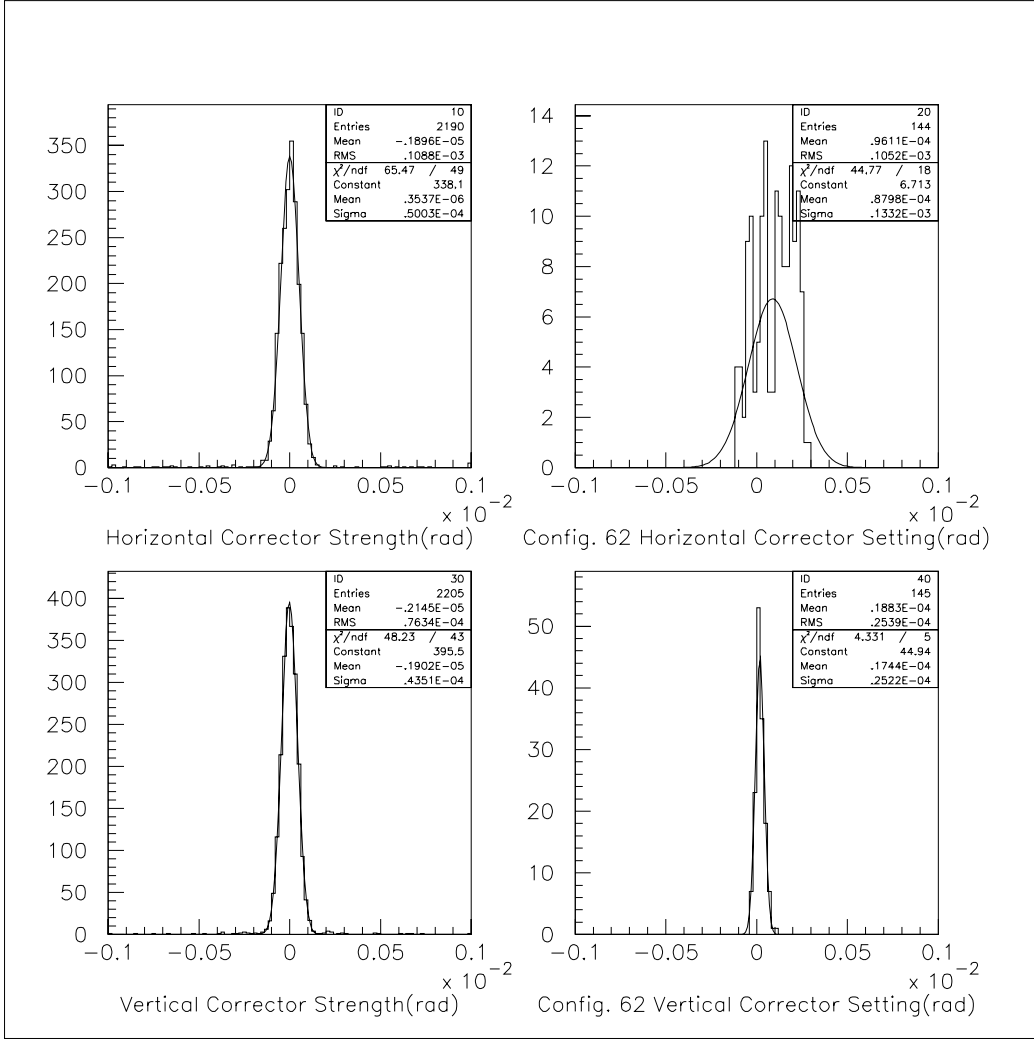 ID 10
Entries 2190
Mean -.1896E-05
RMS .1088E-03
χ²/ndf 65.47 / 49
Constant 338.1
Mean .3537E-06
Sigma .5003E-04
350
300
250
200
150
100
50
0
-0.1 -0.05 0 0.05 0.1
x 10⁻²
Horizontal Corrector Strength(rad)
ID 20
Entries 144
Mean .9611E-04
RMS .1052E-03
χ²/ndf 44.77 / 18
Constant 6.713
Mean .8798E-04
Sigma .1332E-03
14
12
10
8
6
4
2
0
-0.1 -0.05 0 0.05 0.1
x 10⁻²
Config. 62 Horizontal Corrector Setting(rad)
ID 30
Entries 2205
Mean -.2145E-05
RMS .7634E-04
χ²/ndf 48.23 / 43
Constant 395.5
Mean -.1902E-05
Sigma .4351E-04
400
350
300
250
200
150
100
50
0
-0.1 -0.05 0 0.05 0.1
x 10⁻²
Vertical Corrector Strength(rad)
ID 40
Entries 145
Mean .1883E-04
RMS .2539E-04
χ²/ndf 4.331 / 5
Constant 44.94
Mean .1744E-04
Sigma .2522E-04
50
40
30
20
10
0
-0.1 -0.05 0 0.05 0.1
x 10⁻²
Config. 62 Vertical Corrector Setting(rad)